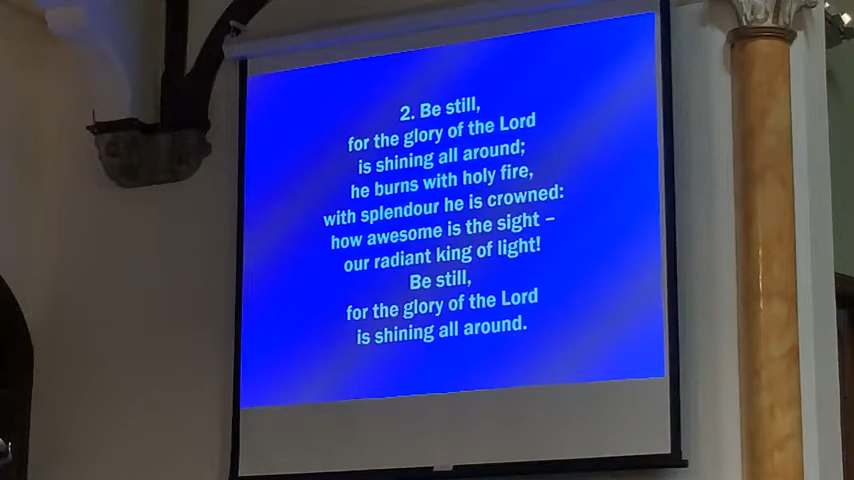 2. Be still,
for the glory of the Lord
is shining all around;
he burns with holy fire,
with splendour he is crowned:
how awesome is the sight –
our radiant king of light!
Be still,
for the glory of the Lord
is shining all around.